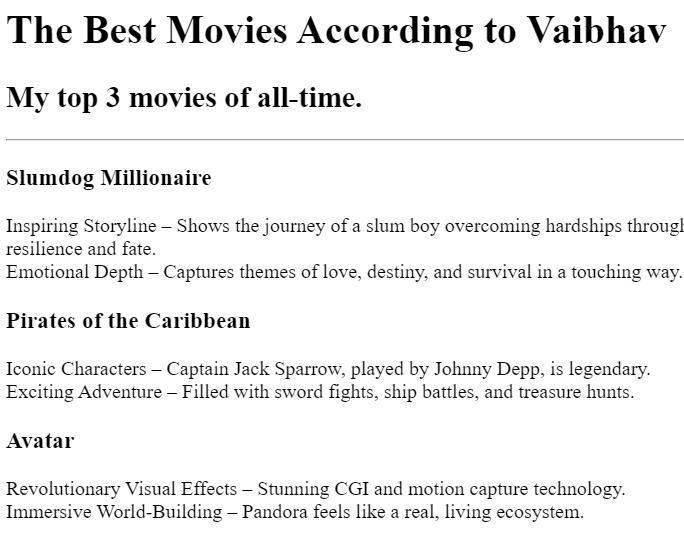 The Best Movies According to Vaibhav
My top 3 movies of all-time.
Slumdog Millionaire
Inspiring Storyline – Shows the journey of a slum boy overcoming hardships through
resilience and fate.
Emotional Depth – Captures themes of love, destiny, and survival in a touching way.
Pirates of the Caribbean
Iconic Characters – Captain Jack Sparrow, played by Johnny Depp, is legendary.
Exciting Adventure – Filled with sword fights, ship battles, and treasure hunts.
Avatar
Revolutionary Visual Effects – Stunning CGI and motion capture technology.
Immersive World-Building – Pandora feels like a real, living ecosystem.